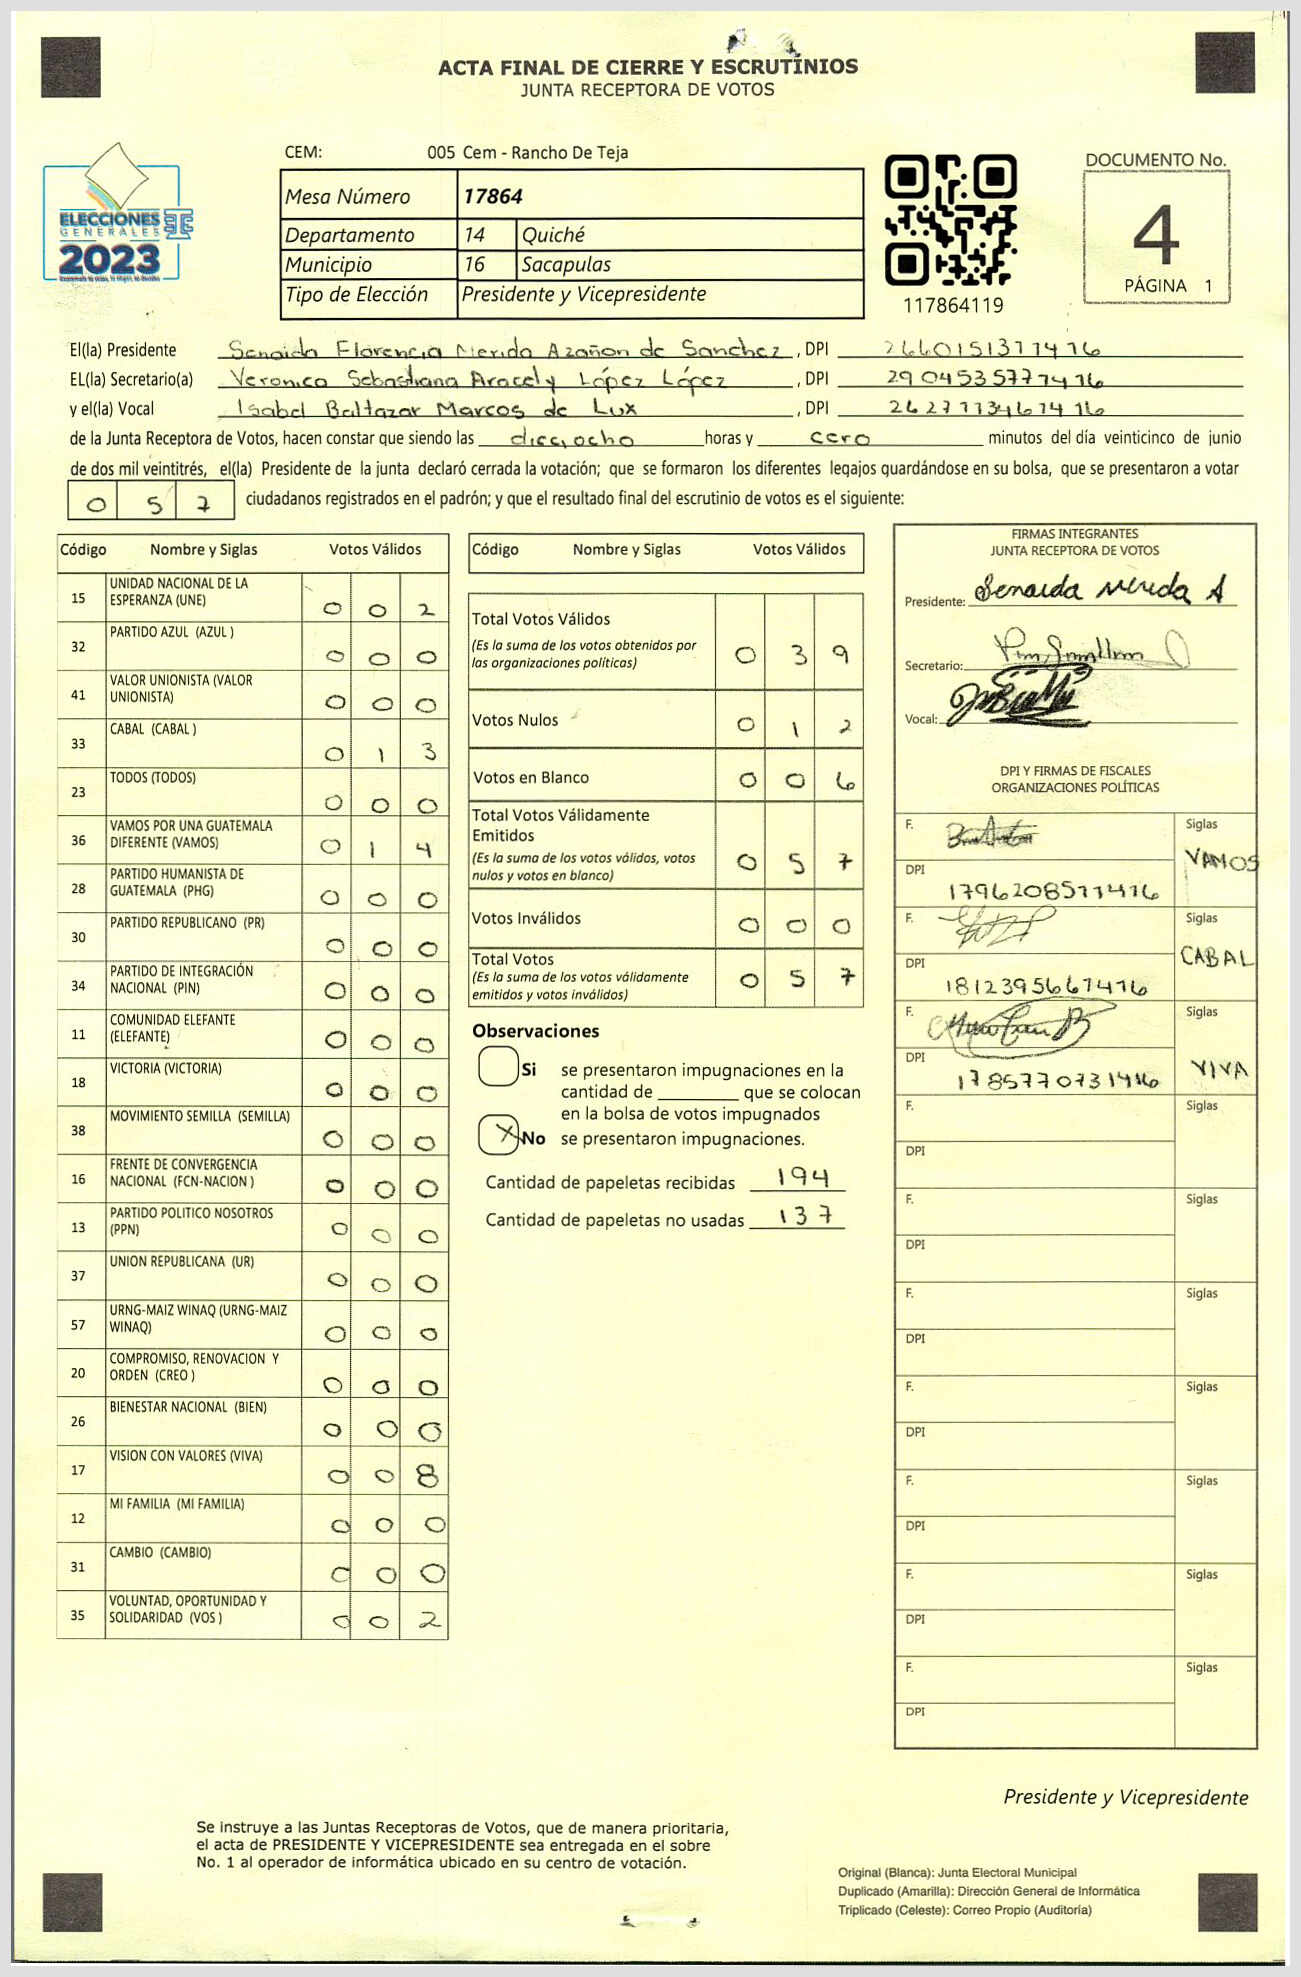 ACTA FINAL DE CIERRE Y ESCRUTINIOS
JUNTA RECEPTORA DE VOTOS
ELECCIONES
GENERALES
2023
CEM: 005 Cem - Rancho De Teja
Mesa Número 17864
Departamento 14 Quiché
Municipio 16 Sacapulas
Tipo de Elección Presidente y Vicepresidente
117864119
DOCUMENTO No.
4
PÁGINA 1
El(la) Presidente Senaida Florencia Merida Azañon de Sanchez, DPI
EL(la) Secretario(a) Veronica Sebastiana Aracely López López, DPI
y el(la) Vocal Isabel Baltazar Marcos de Lux, DPI
de la Junta Receptora de Votos, hacen constar que siendo las dieciocho horas y cero minutos del día veinticinco de junio
de dos mil veintitrés, el(la) Presidente de la junta declaró cerrada la votación; que se formaron los diferentes legajos guardándose en su bolsa, que se presentaron a votar
0 5 7 ciudadanos registrados en el padrón; y que el resultado final del escrutinio de votos es el siguiente:
Código Nombre y Siglas Votos Válidos
15 UNIDAD NACIONAL DE LA ESPERANZA (UNE) 0 0 2
32 PARTIDO AZUL (AZUL ) 0 0 0
41 VALOR UNIONISTA (VALOR UNIONISTA) 0 0 0
33 CABAL (CABAL ) 0 1 3
23 TODOS (TODOS) 0 0 0
36 VAMOS POR UNA GUATEMALA DIFERENTE (VAMOS) 0 1 4
28 PARTIDO HUMANISTA DE GUATEMALA (PHG) 0 0 0
30 PARTIDO REPUBLICANO (PR) 0 0 0
34 PARTIDO DE INTEGRACIÓN NACIONAL (PIN) 0 0 0
11 COMUNIDAD ELEFANTE (ELEFANTE) 0 0 0
18 VICTORIA (VICTORIA) 0 0 0
38 MOVIMIENTO SEMILLA (SEMILLA) 0 0 0
16 FRENTE DE CONVERGENCIA NACIONAL (FCN-NACION ) 0 0 0
13 PARTIDO POLITICO NOSOTROS (PPN) 0 0 0
37 UNION REPUBLICANA (UR) 0 0 0
57 URNG-MAIZ WINAQ (URNG-MAIZ WINAQ) 0 0 0
20 COMPROMISO, RENOVACION Y ORDEN (CREO ) 0 0 0
26 BIENESTAR NACIONAL (BIEN) 0 0 0
17 VISION CON VALORES (VIVA) 0 0 8
12 MI FAMILIA (MI FAMILIA) 0 0 0
31 CAMBIO (CAMBIO) 0 0 0
35 VOLUNTAD, OPORTUNIDAD Y SOLIDARIDAD (VOS ) 0 0 2
Código Nombre y Siglas Votos Válidos
Total Votos Válidos 0 3 9
(Es la suma de los votos obtenidos por
las organizaciones politicas)
Votos Nulos 0 1 2
Votos en Blanco 0 0 6
Total Votos Válidamente
Emitidos 0 5 7
(Es la suma de los votos válidos, votos
nulos y votos en blanco)
Votos Inválidos 0 0 0
Total Votos 0 5 7
(Es la suma de los votos válidamente
emitidos y votos inválidos)
Observaciones
Si se presentaron impugnaciones en la
cantidad de ________ que se colocan
en la bolsa de votos impugnados
X No se presentaron impugnaciones.
Cantidad de papeletas recibidas 194
Cantidad de papeletas no usadas 137
FIRMAS INTEGRANTES
JUNTA RECEPTORA DE VOTOS
Presidente: Senaida Merida A
Secretario:
Vocal:
DPI Y FIRMAS DE FISCALES
ORGANIZACIONES POLÍTICAS
F. Siglas
VAMOS
DPI
F. Siglas
CABAL
DPI
F. Siglas
VIVA
DPI
F. Siglas
DPI
F. Siglas
DPI
F. Siglas
DPI
F. Siglas
DPI
F. Siglas
DPI
F. Siglas
DPI
F. Siglas
DPI
Presidente y Vicepresidente
Se instruye a las Juntas Receptoras de Votos, que de manera prioritaria,
el acta de PRESIDENTE Y VICEPRESIDENTE sea entregada en el sobre
No. 1 al operador de informática ubicado en su centro de votación.
Original (Blanca): Junta Electoral Municipal
Duplicado (Amarilla): Dirección General de Informática
Triplicado (Celeste): Correo Propio (Auditoría)